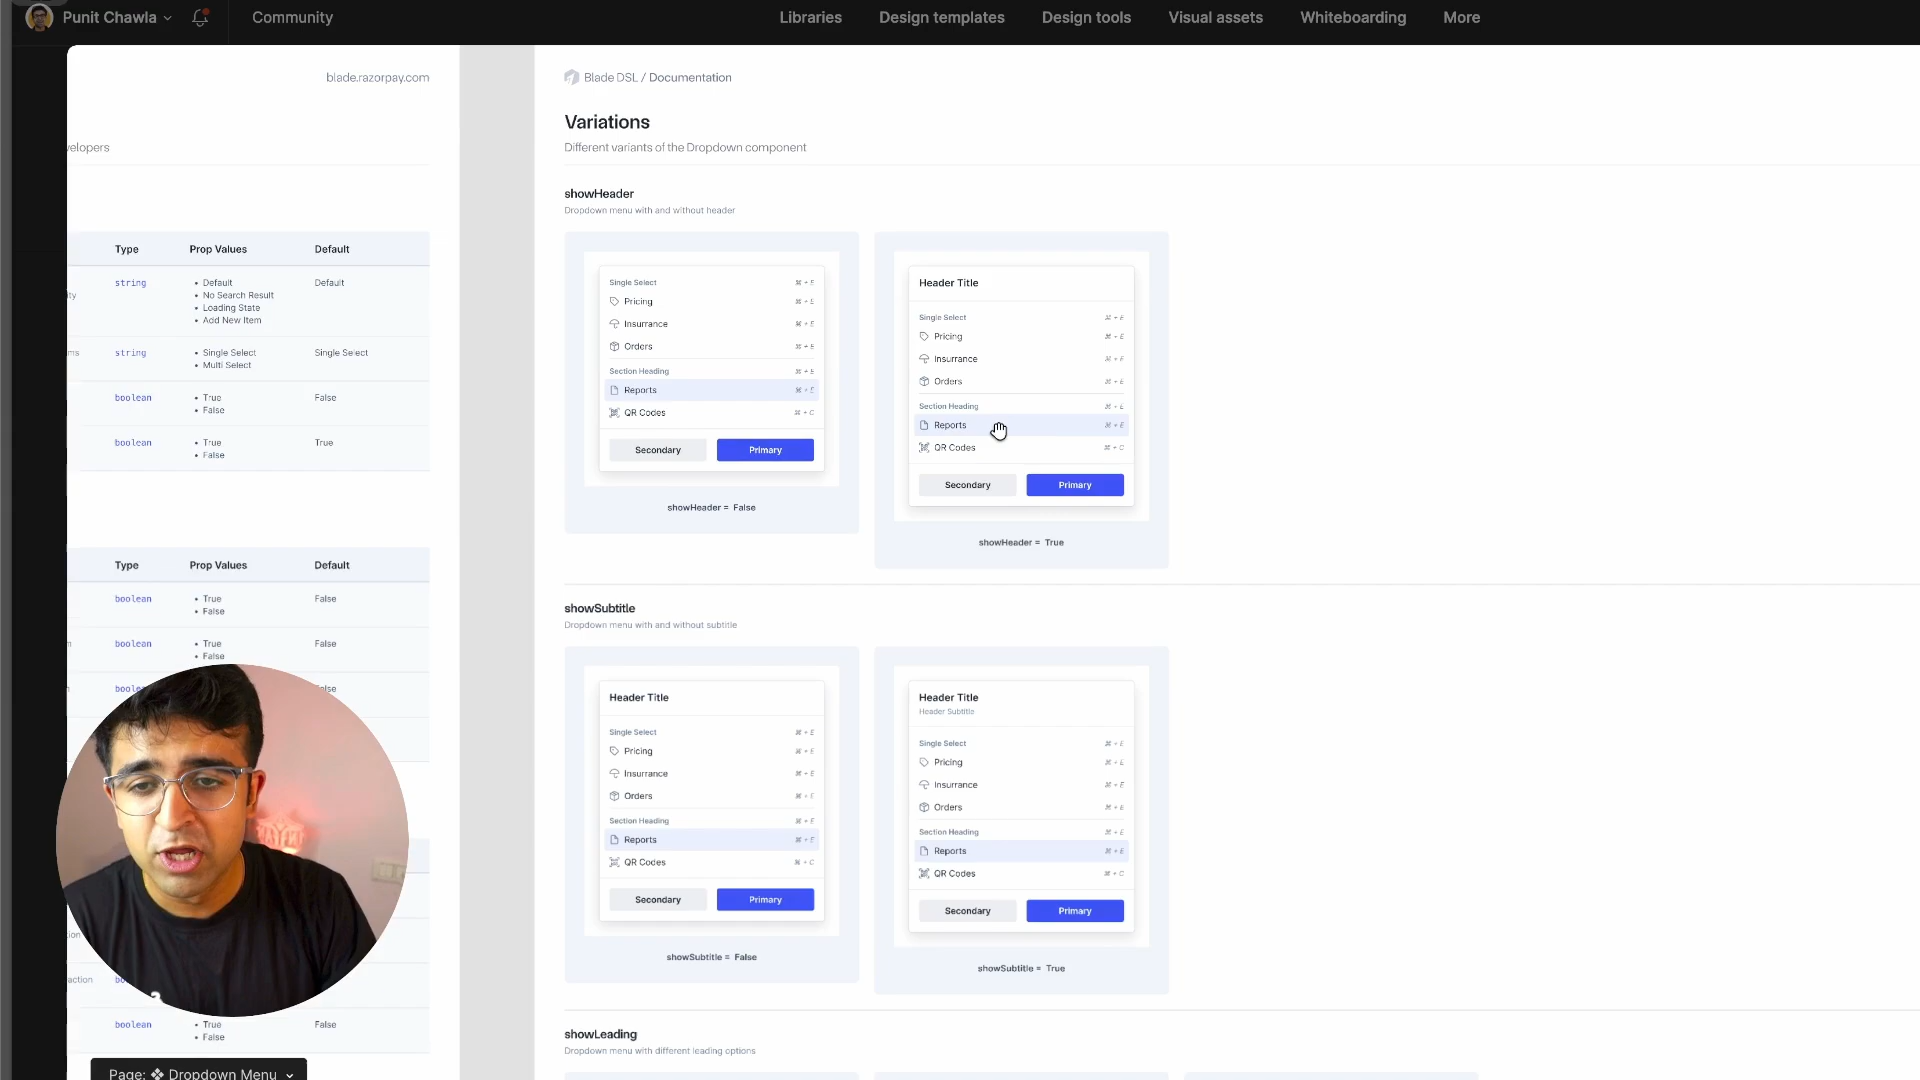 Punit Chawla
Community
Libraries
Design templates
Design tools
Visual assets
Whiteboarding
More
blade.razorpay.com
velopers
Type Prop Values Default
string • Default Default
• No Search Result
• Loading State
• Add New Item
string • Single Select Single Select
• Multi Select
boolean • True False
• False
boolean • True True
• False
Type Prop Values Default
boolean • True False
• False
boolean • True False
• False
action
boolean • True False
• False
Page: Dropdown Menu
Blade DSL / Documentation
Variations
Different variants of the Dropdown component
showHeader
Dropdown menu with and without header
Single Select ⌘ + E
Pricing ⌘ + E
Insurrance ⌘ + E
Orders ⌘ + E
Section Heading ⌘ + E
Reports ⌘ + E
QR Codes ⌘ + C
Secondary Primary
showHeader = False
Header Title
Single Select ⌘ + E
Pricing ⌘ + E
Insurrance ⌘ + E
Orders ⌘ + E
Section Heading ⌘ + E
Reports ⌘ + E
QR Codes ⌘ + C
Secondary Primary
showHeader = True
showSubtitle
Dropdown menu with and without subtitle
Header Title
Single Select ⌘ + E
Pricing ⌘ + E
Insurrance ⌘ + E
Orders ⌘ + E
Section Heading ⌘ + E
Reports ⌘ + E
QR Codes ⌘ + C
Secondary Primary
showSubtitle = False
Header Title
Header Subtitle
Single Select ⌘ + E
Pricing ⌘ + E
Insurrance ⌘ + E
Orders ⌘ + E
Section Heading ⌘ + E
Reports ⌘ + E
QR Codes ⌘ + C
Secondary Primary
showSubtitle = True
showLeading
Dropdown menu with different leading options